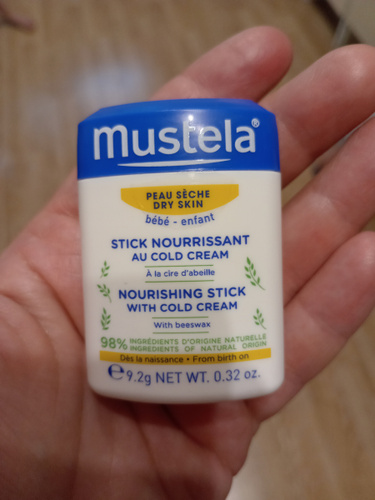 mustela®
PEAU SÈCHE
DRY SKIN
bébé - enfant
STICK NOURRISSANT
AU COLD CREAM
À la cire d'abeille
NOURISHING STICK
WITH COLD CREAM
With beeswax
98% INGRÉDIENTS D'ORIGINE NATURELLE
INGREDIENTS OF NATURAL ORIGIN
Dès la naissance • From birth on
℮9.2g NET WT. 0.32 oz.